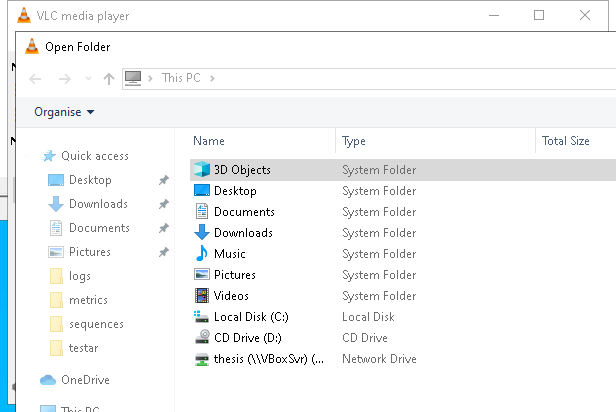 VLC media player
Open Folder
This PC
Organise
Name Type Total Size
Quick access
Desktop
Downloads
Documents
Pictures
logs
metrics
sequences
testar
OneDrive
This PC
3D Objects System Folder
Desktop System Folder
Documents System Folder
Downloads System Folder
Music System Folder
Pictures System Folder
Videos System Folder
Local Disk (C:) Local Disk
CD Drive (D:) CD Drive
thesis (\\VBoxSvr) (... Network Drive